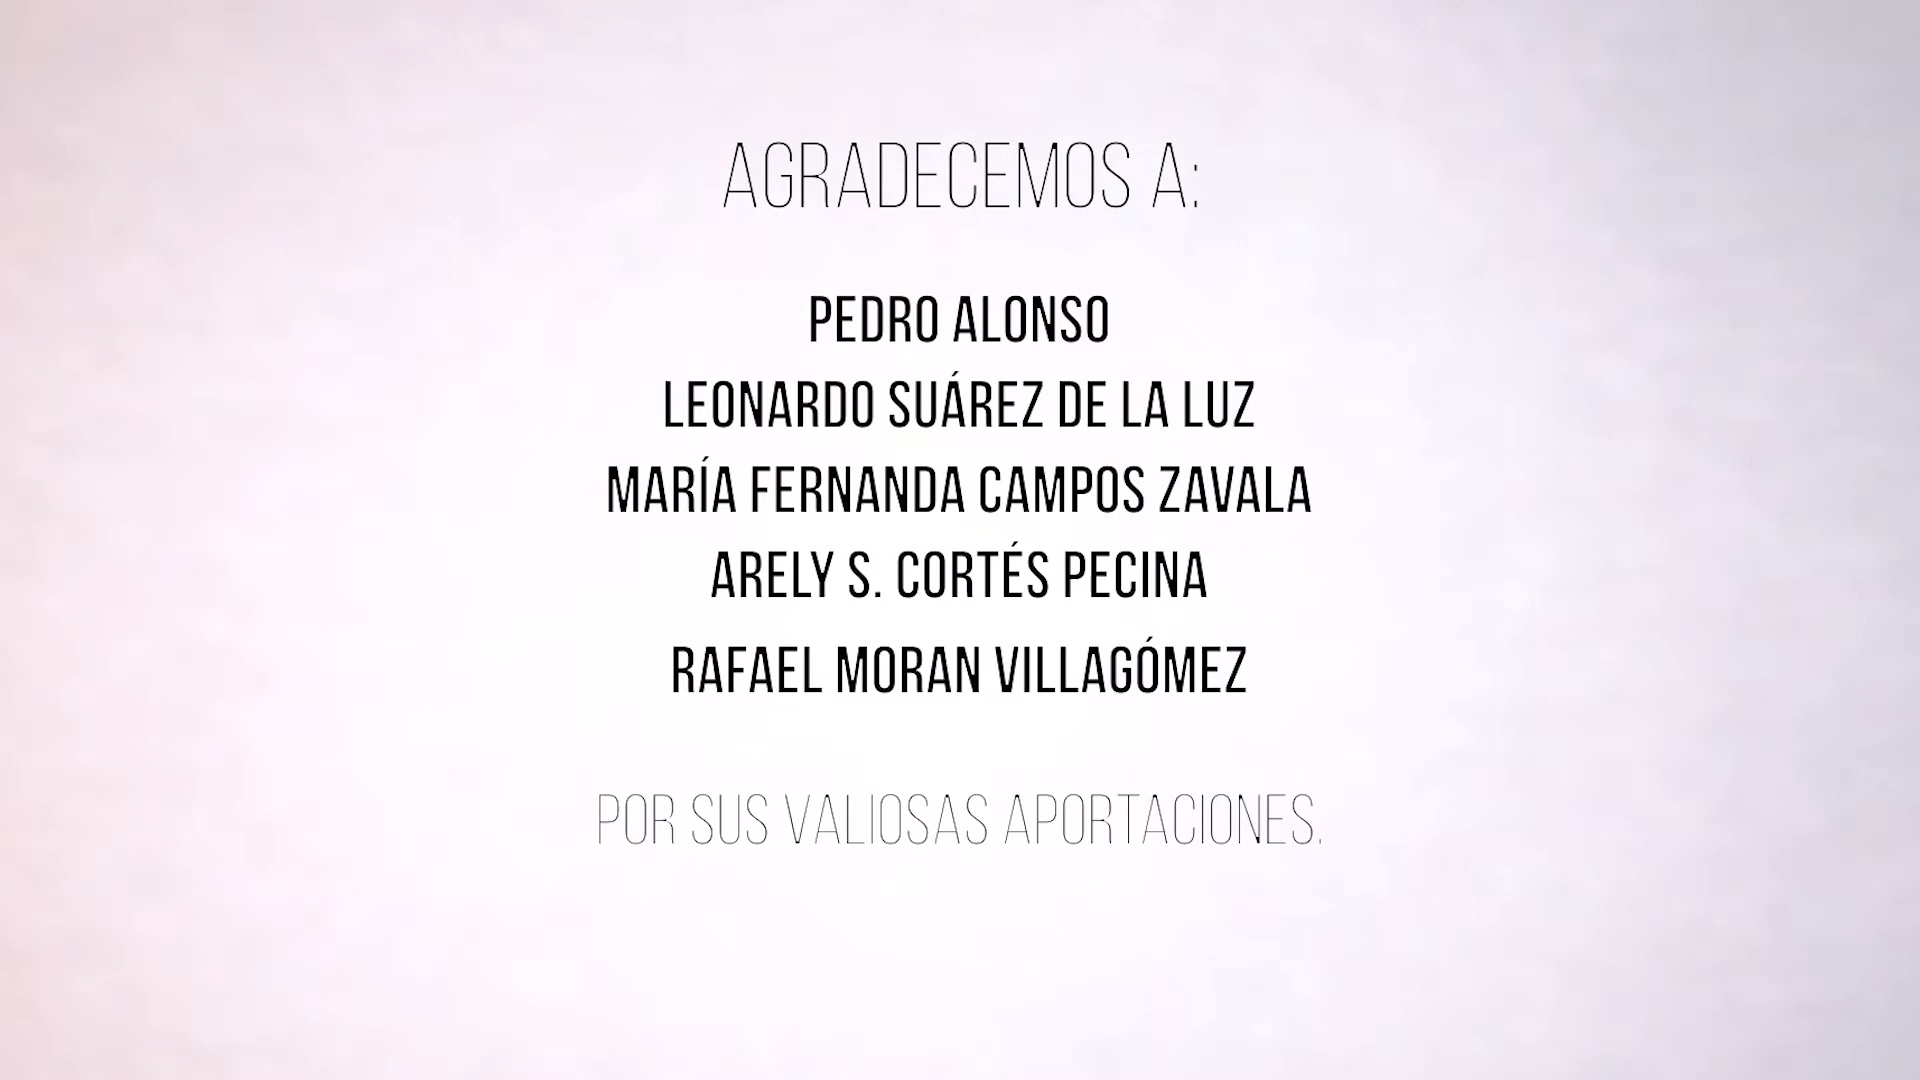 AGRADECEMOS A:
PEDRO ALONSO
LEONARDO SUÁREZ DE LA LUZ
MARÍA FERNANDA CAMPOS ZAVALA
ARELY S. CORTÉS PECINA
RAFAEL MORAN VILLAGÓMEZ
POR SUS VALIOSAS APORTACIONES.